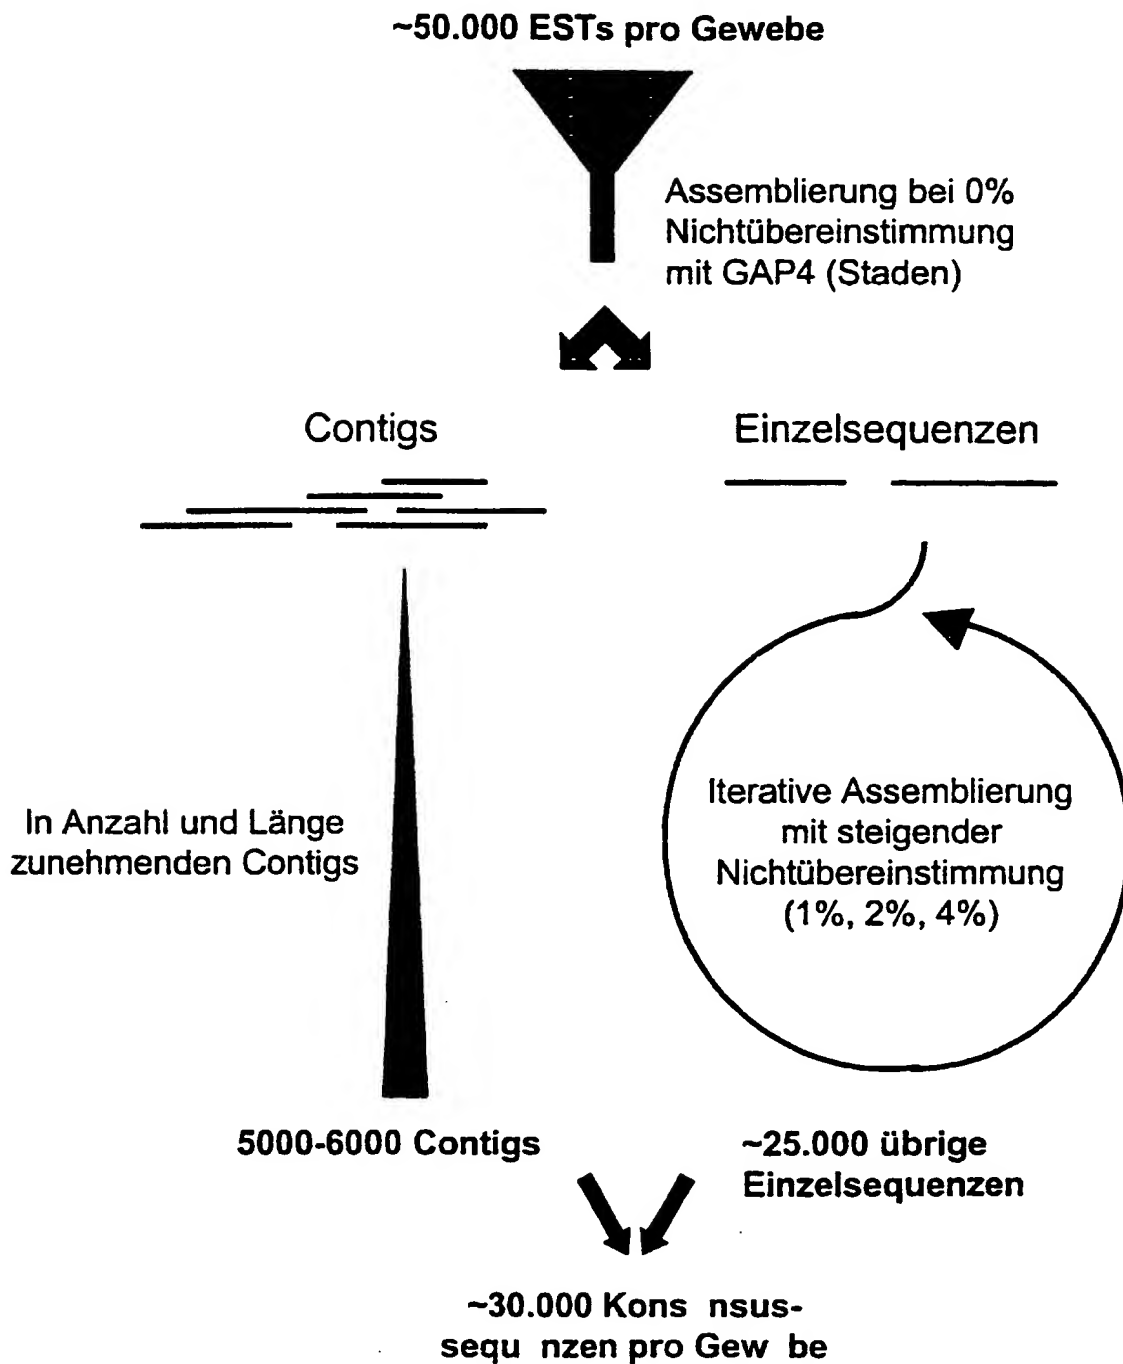 ~50.000 ESTs pro Gewebe
Assemblierung bei 0%
Nichtübereinstimmung
mit GAP4 (Staden)
Contigs
Einzelsequenzen
In Anzahl und Länge
zunehmenden Contigs
Iterative Assemblierung
mit steigender
Nichtübereinstimmung
(1%, 2%, 4%)
5000-6000 Contigs
~25.000 übrige
Einzelsequenzen
~30.000 Kons nsus-
sequ nzen pro Gew be